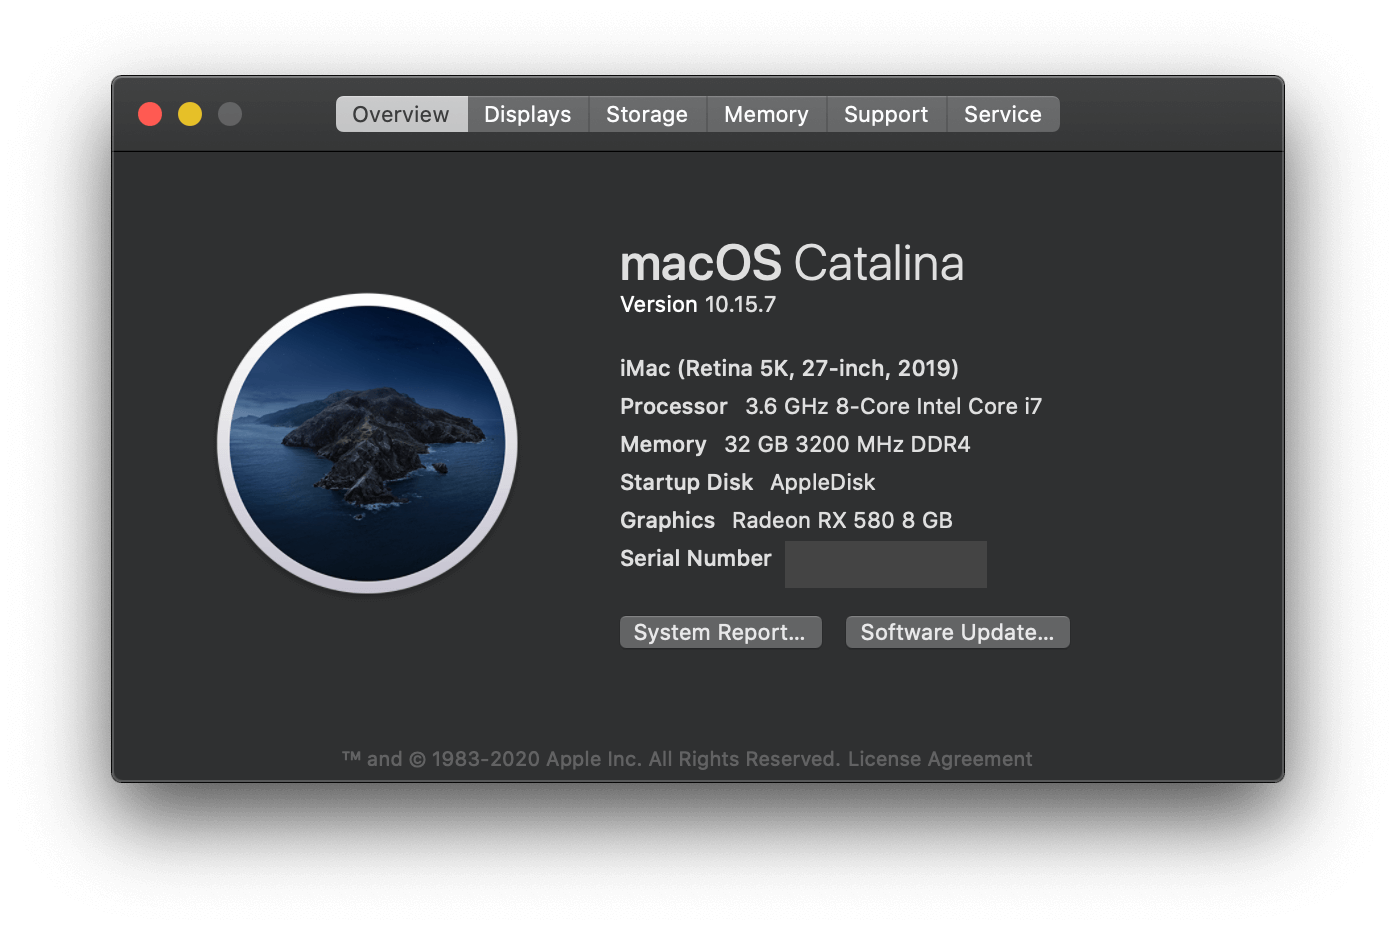 Overview Displays Storage Memory Support Service
macOS Catalina
Version 10.15.7
iMac (Retina 5K, 27-inch, 2019)
Processor 3.6 GHz 8-Core Intel Core i7
Memory 32 GB 3200 MHz DDR4
Startup Disk AppleDisk
Graphics Radeon RX 580 8 GB
Serial Number
System Report... Software Update...
™ and © 1983-2020 Apple Inc. All Rights Reserved. License Agreement